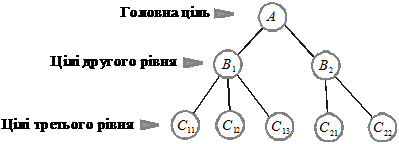 Головна ціль A
Цілі другого рівня B1 B2
Цілі третього рівня C11 C12 C13 C21 C22